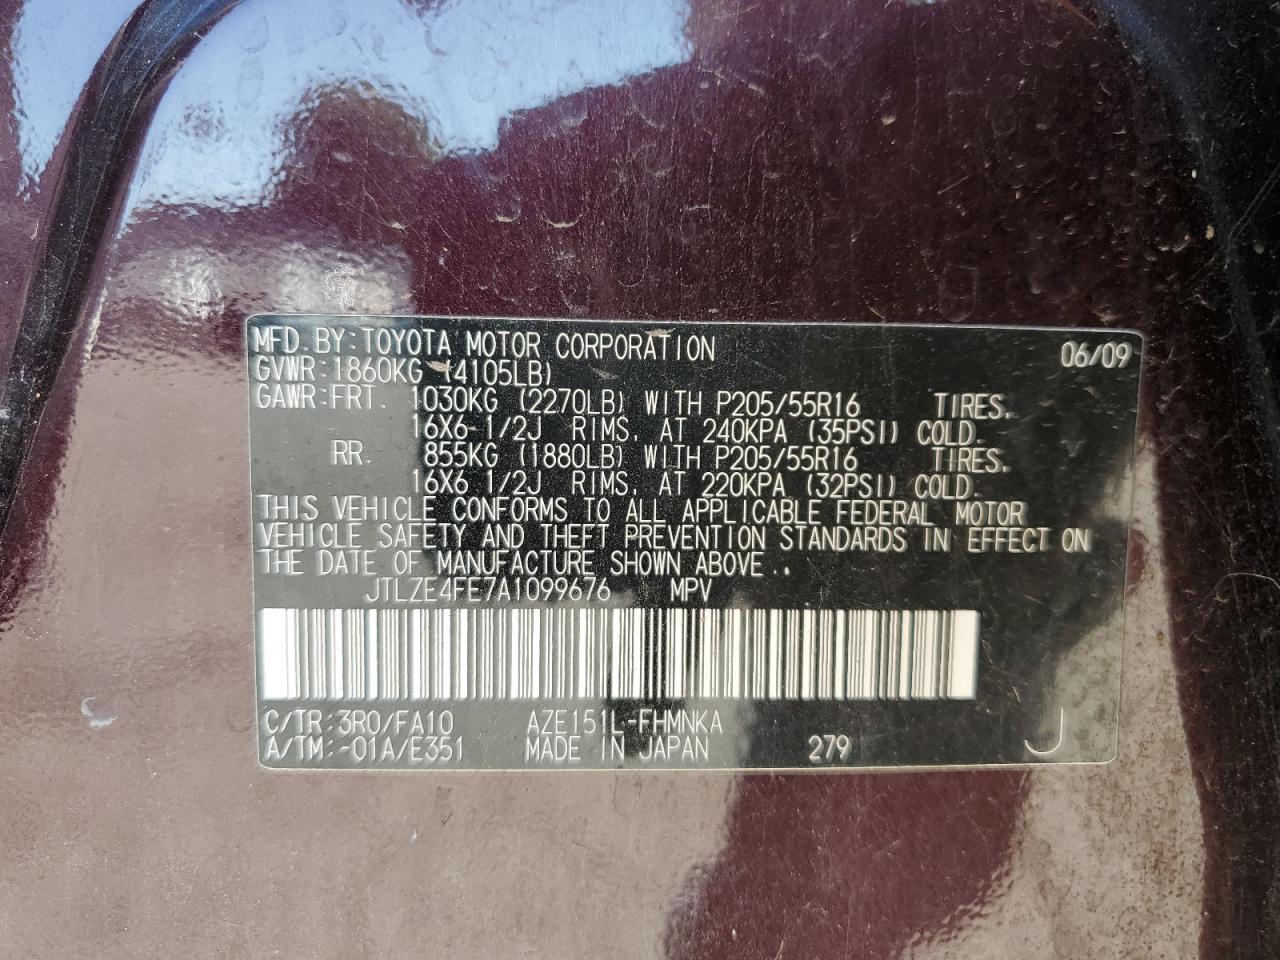 MFD. BY: TOYOTA MOTOR CORPORATION 06/09
GVWR: 1860KG (4105LB)
GAWR: FRT. 1030KG (2270LB) WITH P205/55R16 TIRES,
16X6-1/2J RIMS, AT 240KPA (35PSI) COLD.
RR. 855KG (1880LB) WITH P205/55R16 TIRES,
16X6 1/2J RIMS, AT 220KPA (32PSI) COLD.
THIS VEHICLE CONFORMS TO ALL APPLICABLE FEDERAL MOTOR
VEHICLE SAFETY AND THEFT PREVENTION STANDARDS IN EFFECT ON
THE DATE OF MANUFACTURE SHOWN ABOVE..
JTLZE4FE7A1099676 MPV
C/TR: 3R0/FA10 AZE151L-FHMNKA
A/TM: -01A/E351 MADE IN JAPAN 279 J